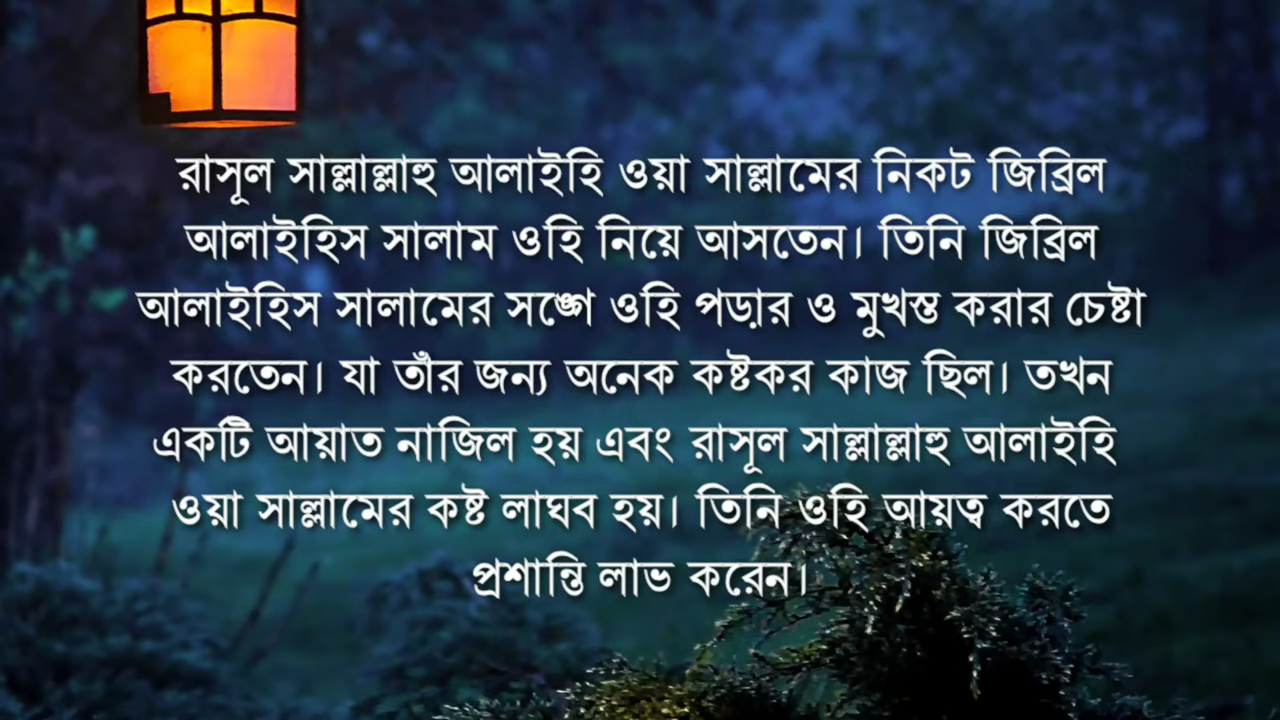 রাসূল সাল্লাল্লাহু আলাইহি ওয়া সাল্লামের নিকট জিব্রিল
আলাইহিস সালাম ওহি নিয়ে আসতেন। তিনি জিব্রিল
আলাইহিস সালামের সঙ্গে ওহি পড়ার ও মুখস্ত করার চেষ্টা
করতেন। যা তাঁর জন্য অনেক কষ্টকর কাজ ছিল। তখন
একটি আয়াত নাজিল হয় এবং রাসূল সাল্লাল্লাহু আলাইহি
ওয়া সাল্লামের কষ্ট লাঘব হয়। তিনি ওহি আয়ত্ব করতে
প্রশান্তি লাভ করেন।